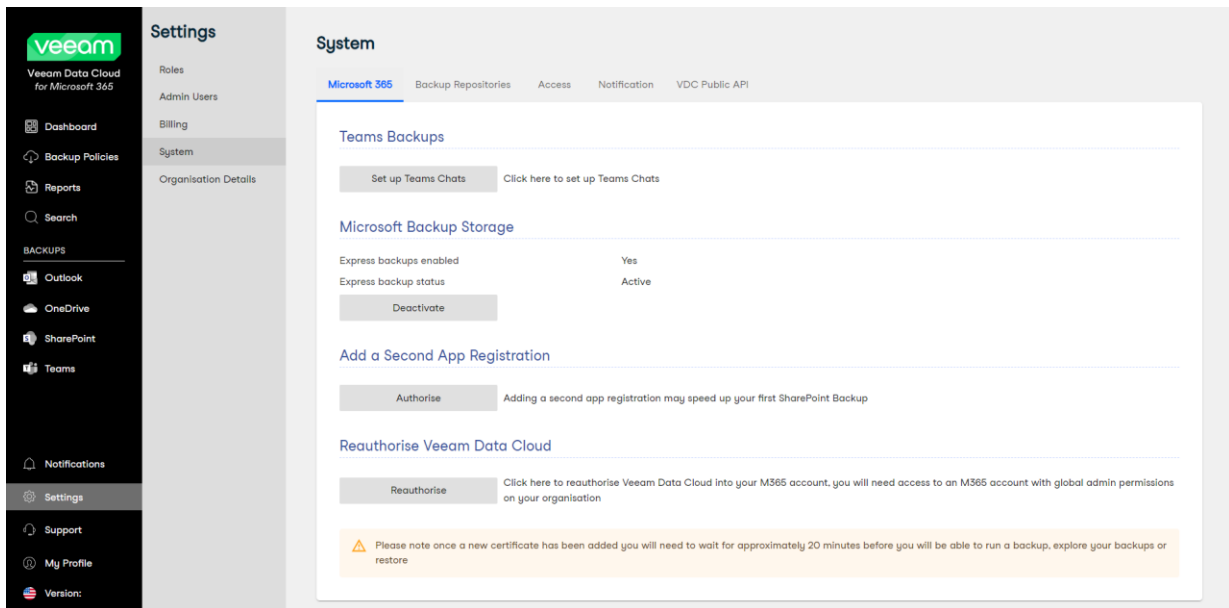 veeam
Veeam Data Cloud
for Microsoft 365
Dashboard
Backup Policies
Reports
Search
BACKUPS
Outlook
OneDrive
SharePoint
Teams
Notifications
Settings
Support
My Profile
Version:
Settings
Roles
Admin Users
Billing
System
Organisation Details
System
Microsoft 365 Backup Repositories Access Notification VDC Public API
Teams Backups
Set up Teams Chats Click here to set up Teams Chats
Microsoft Backup Storage
Express backups enabled Yes
Express backup status Active
Deactivate
Add a Second App Registration
Authorise Adding a second app registration may speed up your first SharePoint Backup
Reauthorise Veeam Data Cloud
Reauthorise Click here to reauthorise Veeam Data Cloud into your M365 account, you will need access to an M365 account with global admin permissions
on your organisation
Please note once a new certificate has been added you will need to wait for approximately 20 minutes before you will be able to run a backup, explore your backups or
restore